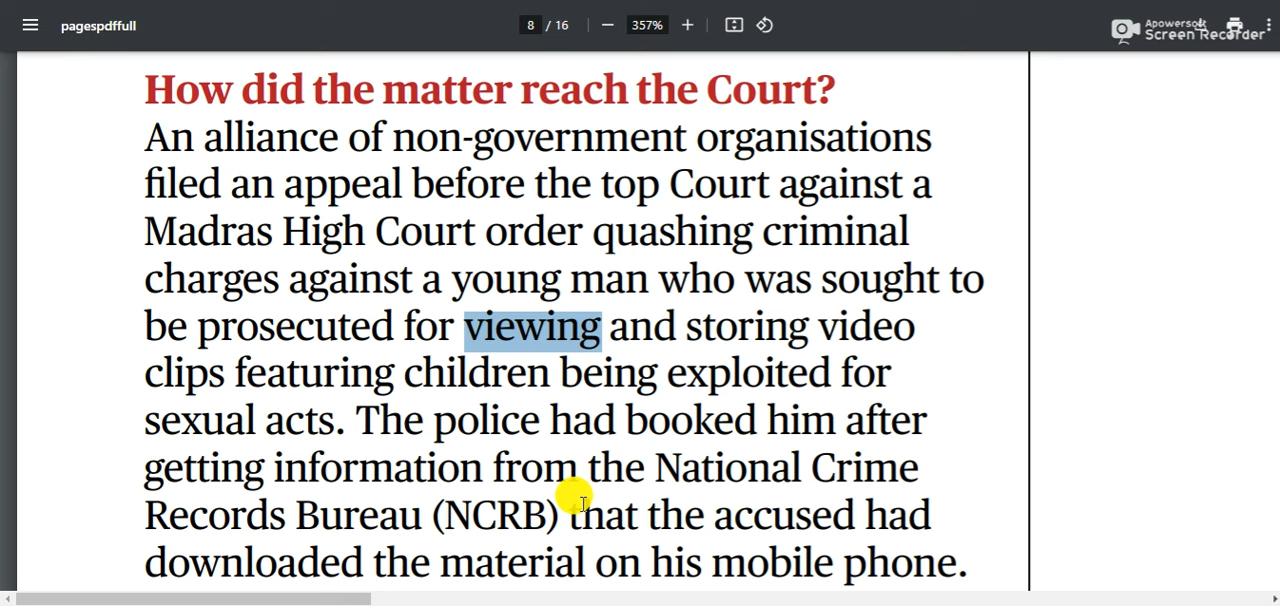 pagespdffull
8 / 16
357%
Apowersoft
Screen Recorder
How did the matter reach the Court?
An alliance of non-government organisations
filed an appeal before the top Court against a
Madras High Court order quashing criminal
charges against a young man who was sought to
be prosecuted for viewing and storing video
clips featuring children being exploited for
sexual acts. The police had booked him after
getting information from the National Crime
Records Bureau (NCRB) that the accused had
downloaded the material on his mobile phone.